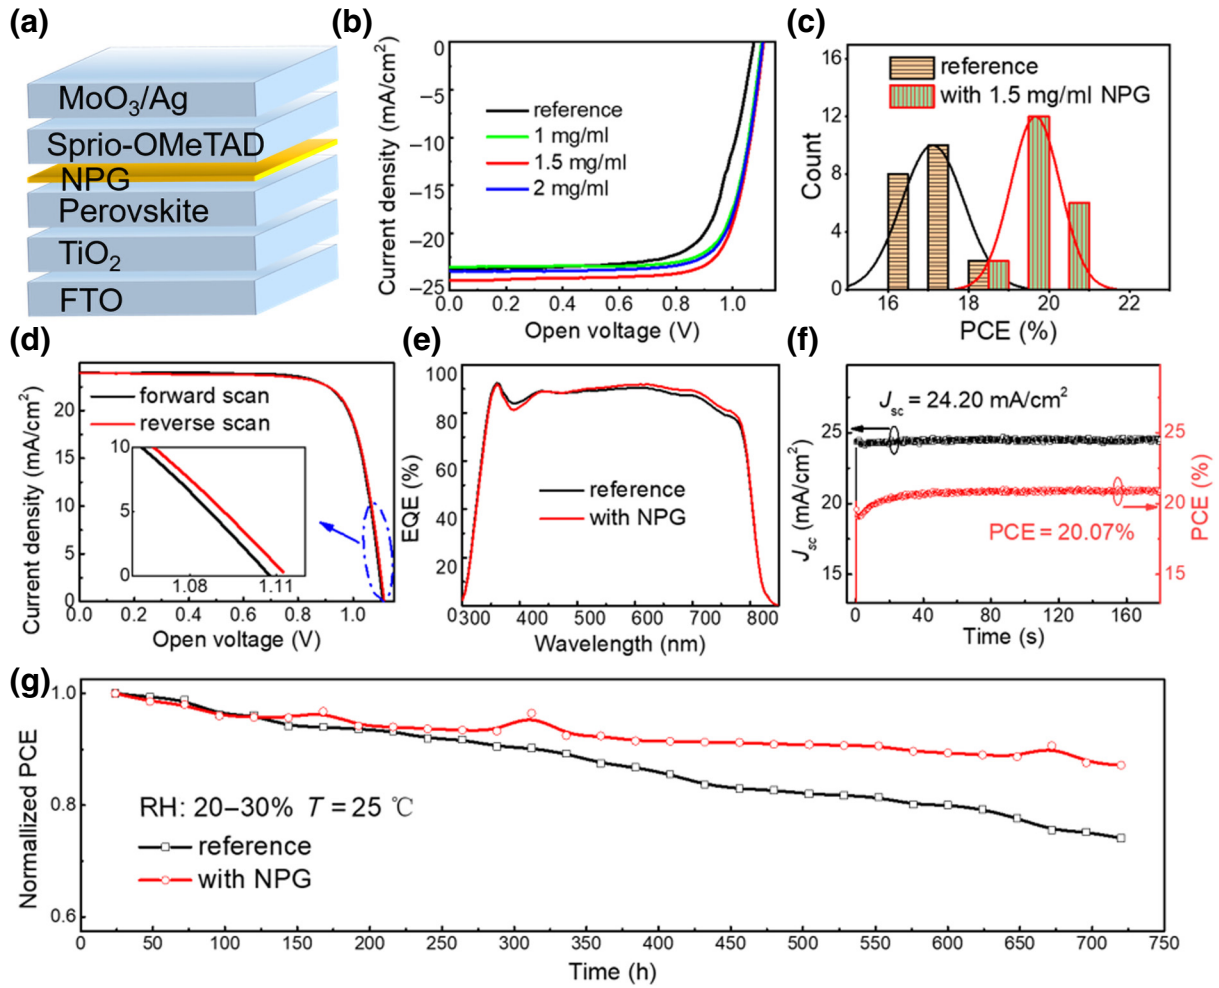 (a)
MoO3/Ag
Sprio-OMeTAD
NPG
Perovskite
TiO2
FTO
(b)
Current density (mA/cm2)
0
–5
–10
–15
–20
–25
reference
1 mg/ml
1.5 mg/ml
2 mg/ml
0.0 0.2 0.4 0.6 0.8 1.0
Open voltage (V)
(c)
Count
16
12
8
4
0
reference
with 1.5 mg/ml NPG
16 18 20 22
PCE (%)
(d)
Current density (mA/cm2)
20
15
10
5
0
forward scan
reverse scan
10
5
0
1.08 1.11
0.0 0.2 0.4 0.6 0.8 1.0
Open voltage (V)
(e)
EQE (%)
100
80
60
40
20
0
reference
with NPG
300 400 500 600 700 800
Wavelength (nm)
(f)
Jsc (mA/cm2)
25
20
15
Jsc = 24.20 mA/cm2
PCE = 20.07%
25
20
15
PCE (%)
0 40 80 120 160
Time (s)
(g)
Normallized PCE
1.0
0.8
0.6
RH: 20–30% T = 25 ℃
reference
with NPG
0 50 100 150 200 250 300 350 400 450 500 550 600 650 700 750
Time (h)